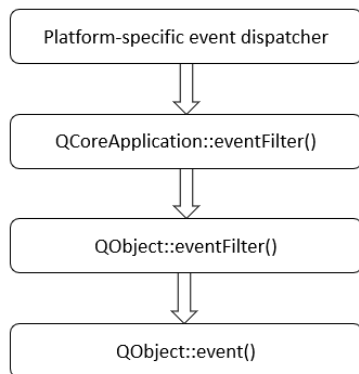 Platform-specific event dispatcher
QCoreApplication::eventFilter()
QObject::eventFilter()
QObject::event()